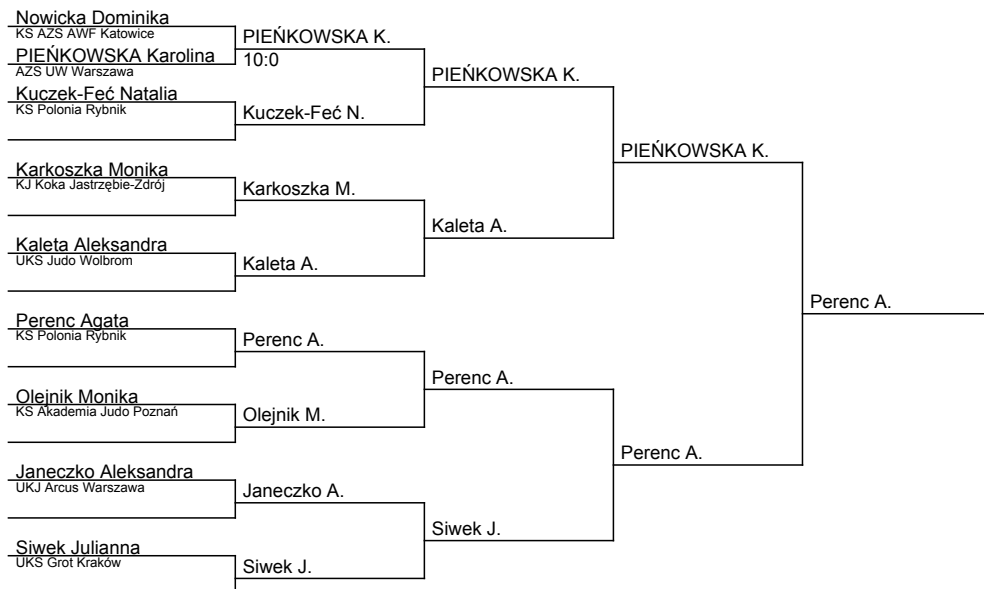 Nowicka Dominika
KS AZS AWF Katowice
PIEŃKOWSKA Karolina
AZS UW Warszawa
Kuczek-Feć Natalia
KS Polonia Rybnik
Karkoszka Monika
KJ Koka Jastrzębie-Zdrój
Kaleta Aleksandra
UKS Judo Wolbrom
Perenc Agata
KS Polonia Rybnik
Olejnik Monika
KS Akademia Judo Poznań
Janeczko Aleksandra
UKJ Arcus Warszawa
Siwek Julianna
UKS Grot Kraków
PIEŃKOWSKA K.
10:0
Kuczek-Feć N.
Karkoszka M.
Kaleta A.
Perenc A.
Olejnik M.
Janeczko A.
Siwek J.
PIEŃKOWSKA K.
Kaleta A.
Perenc A.
Siwek J.
PIEŃKOWSKA K.
Perenc A.
Perenc A.